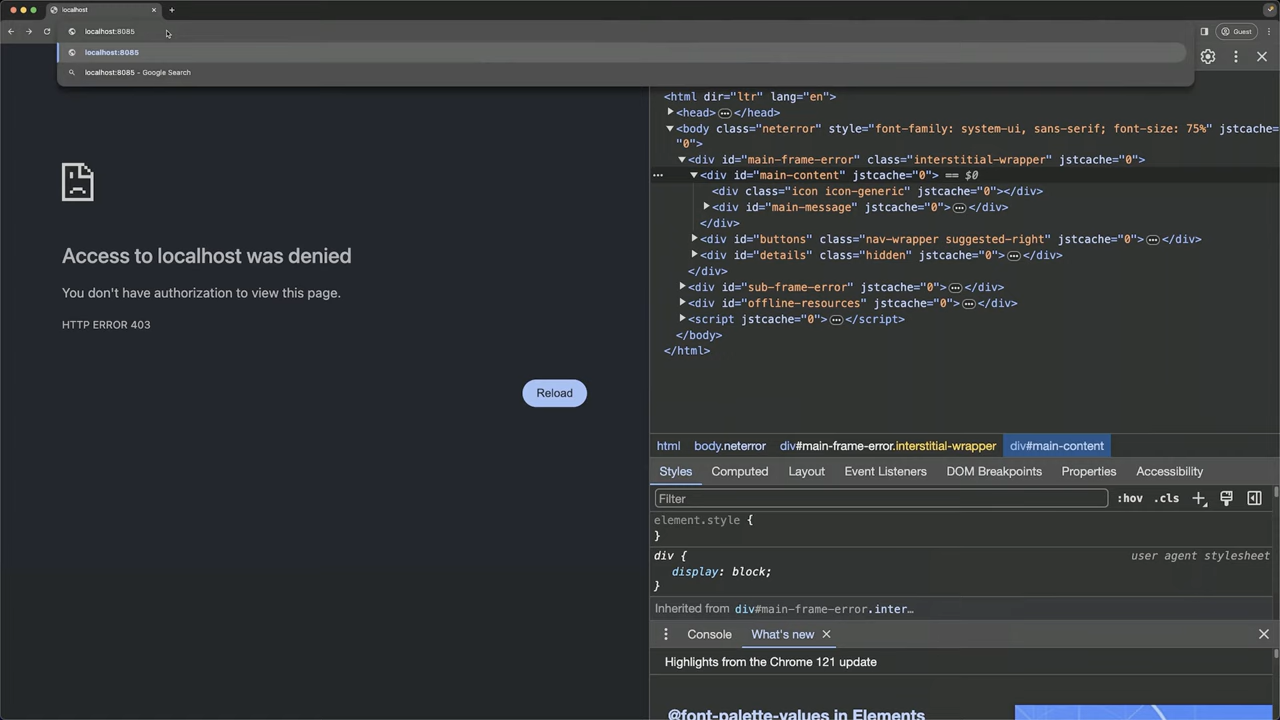 localhost
localhost:8085
Guest
localhost:8085
localhost:8085 - Google Search
<html dir="ltr" lang="en">
<head>…</head>
<body class="neterror" style="font-family: system-ui, sans-serif; font-size: 75%" jstcache=
"0">
<div id="main-frame-error" class="interstitial-wrapper" jstcache="0">
<div id="main-content" jstcache="0"> == $0
<div class="icon icon-generic" jstcache="0"></div>
<div id="main-message" jstcache="0">…</div>
</div>
<div id="buttons" class="nav-wrapper suggested-right" jstcache="0">…</div>
<div id="details" class="hidden" jstcache="0">…</div>
</div>
<div id="sub-frame-error" jstcache="0">…</div>
<div id="offline-resources" jstcache="0">…</div>
<script jstcache="0">…</script>
</body>
</html>
Access to localhost was denied
You don't have authorization to view this page.
HTTP ERROR 403
Reload
html body.neterror div#main-frame-error.interstitial-wrapper div#main-content
Styles Computed Layout Event Listeners DOM Breakpoints Properties Accessibility
Filter :hov .cls
element.style {
}
div { user agent stylesheet
display: block;
}
Inherited from div#main-frame-error.inter…
Console What's new
Highlights from the Chrome 121 update
@font-palette-values in Elements